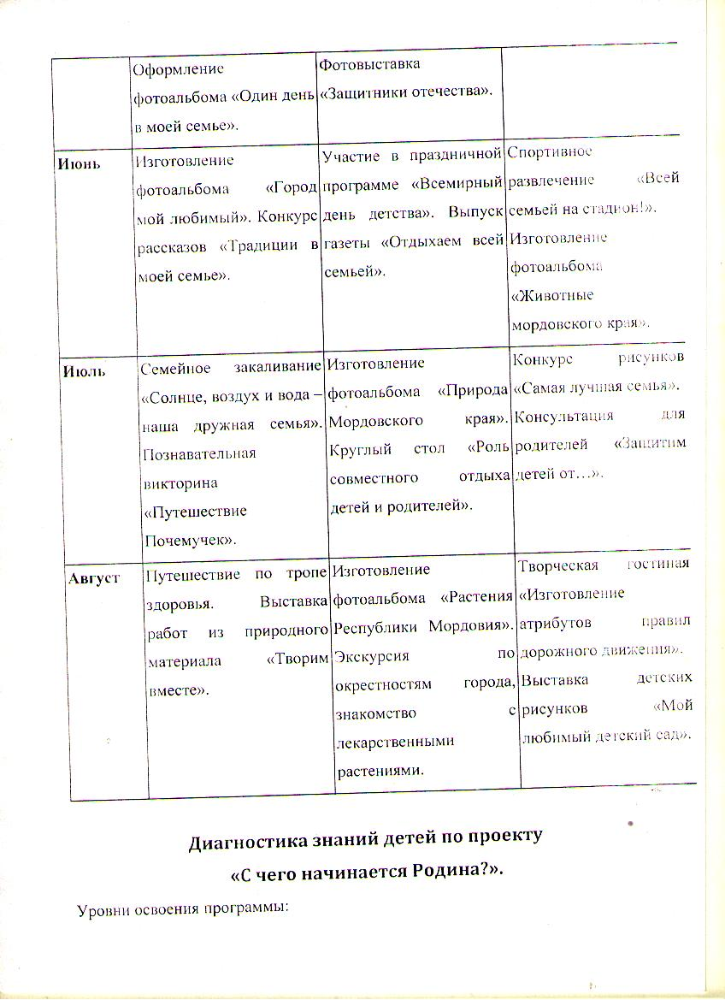 Оформление
фотоальбома «Один день
в моей семье».
Фотовыставка
«Защитники отечества».
Июнь
Изготовление
фотоальбома «Город
мой любимый». Конкурс
рассказов «Традиции в
моей семье».
Участие в праздничной
программе «Всемирный
день детства». Выпуск
газеты «Отдыхаем всей
семьей».
Спортивное
развлечение «Всей
семьей на стадион!».
Изготовление
фотоальбома
«Животные
мордовского края».
Июль
Семейное закаливание
«Солнце, воздух и вода –
наша дружная семья».
Познавательная
викторина
«Путешествие
Почемучек».
Изготовление
фотоальбома «Природа
Мордовского края».
Круглый стол «Роль
совместного отдыха
детей и родителей».
Конкурс рисунков
«Самая лучшая семья».
Консультация для
родителей «Защитим
детей от…».
Август
Путешествие по тропе
здоровья. Выставка
работ из природного
материала «Творим
вместе».
Изготовление
фотоальбома «Растения
Республики Мордовия».
Экскурсия по
окрестностям города,
знакомство с
лекарственными
растениями.
Творческая гостиная
«Изготовление
атрибутов правил
дорожного движения».
Выставка детских
рисунков «Мой
любимый детский сад».
Диагностика знаний детей по проекту
«С чего начинается Родина?».
Уровни освоения программы: